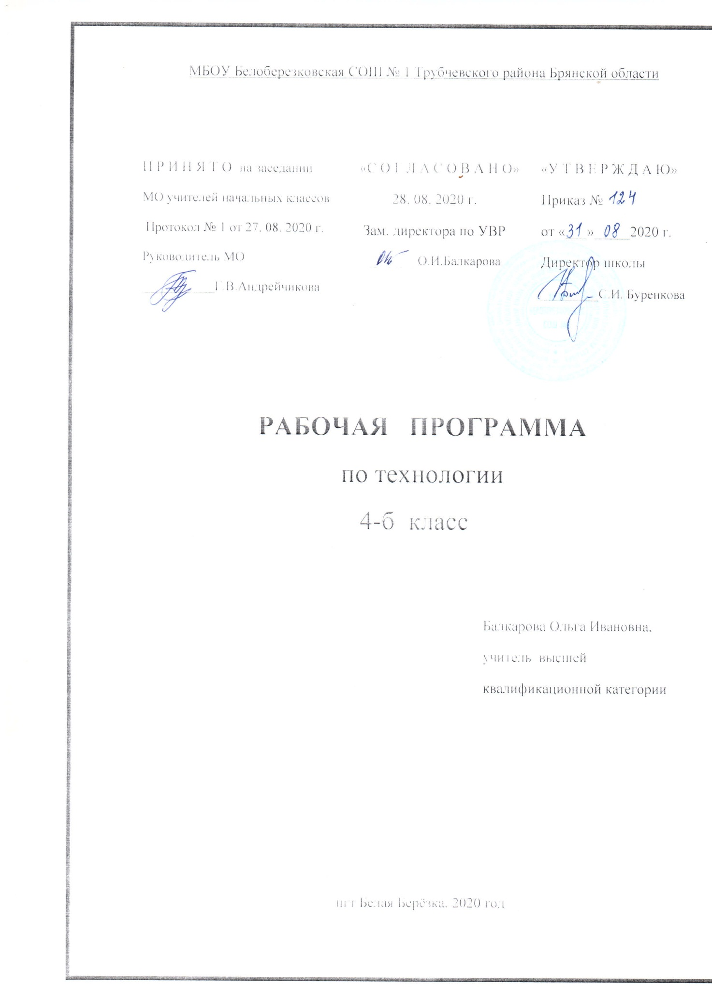 МБОУ Белоберезковская СОШ № 1 Трубчевского района Брянской области
П Р И Н Я Т О на заседании
МО учителей начальных классов
Протокол № 1 от 27. 08. 2020 г.
Руководитель МО
Г.В.Андрейчикова
«С О Г Л А С О В А Н О»
28. 08. 2020 г.
Зам. директора по УВР
О.И.Балкарова
«У Т В Е Р Ж Д А Ю»
Приказ № 124
от «31» 08 2020 г.
Директор школы
С.И. Буренкова
РАБОЧАЯ ПРОГРАММА
по технологии
4-б класс
Балкарова Ольга Ивановна,
учитель высшей
квалификационной категории
пгт Белая Берёзка, 2020 год